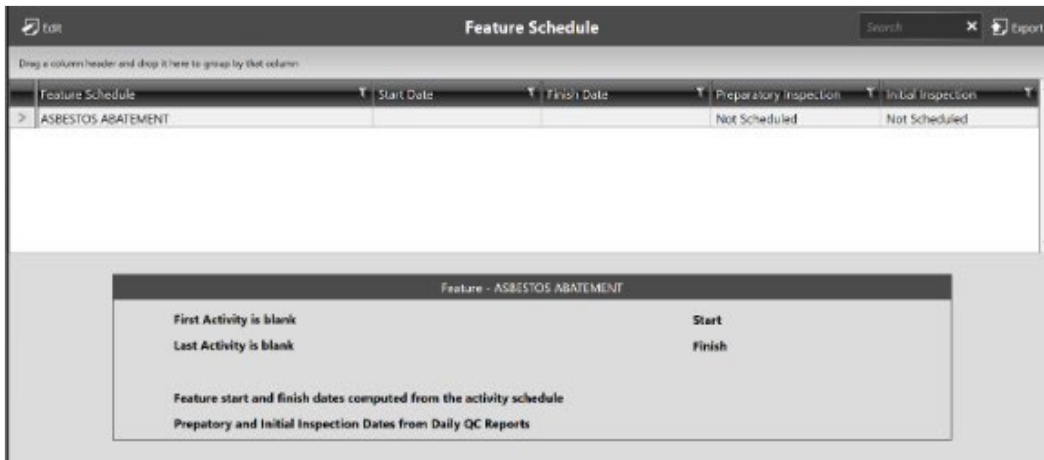 Edit
Feature Schedule
Search
Export
Drag a column header and drop it here to group by that column
Feature Schedule Start Date Finish Date Preparatory Inspection Initial Inspection
ASBESTOS ABATEMENT Not Scheduled Not Scheduled
Feature - ASBESTOS ABATEMENT
First Activity is blank Start
Last Activity is blank Finish
Feature start and finish dates computed from the activity schedule
Prepatory and Initial Inspection Dates from Daily QC Reports